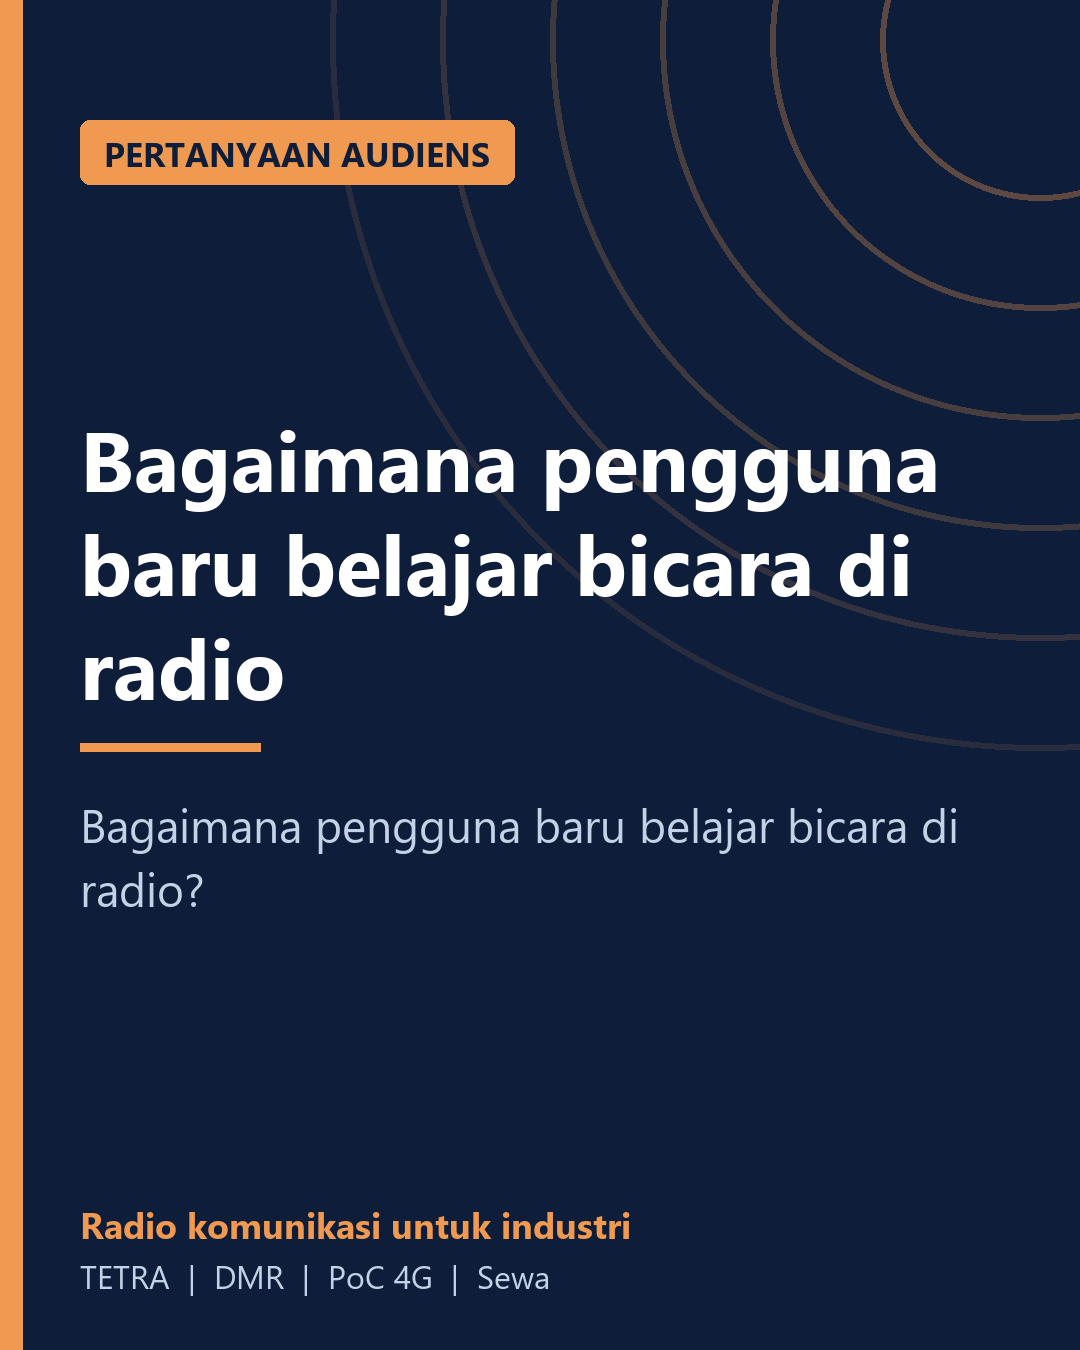 PERTANYAAN AUDIENS
Bagaimana pengguna
baru belajar bicara di
radio
Bagaimana pengguna baru belajar bicara di
radio?
Radio komunikasi untuk industri
TETRA | DMR | PoC 4G | Sewa